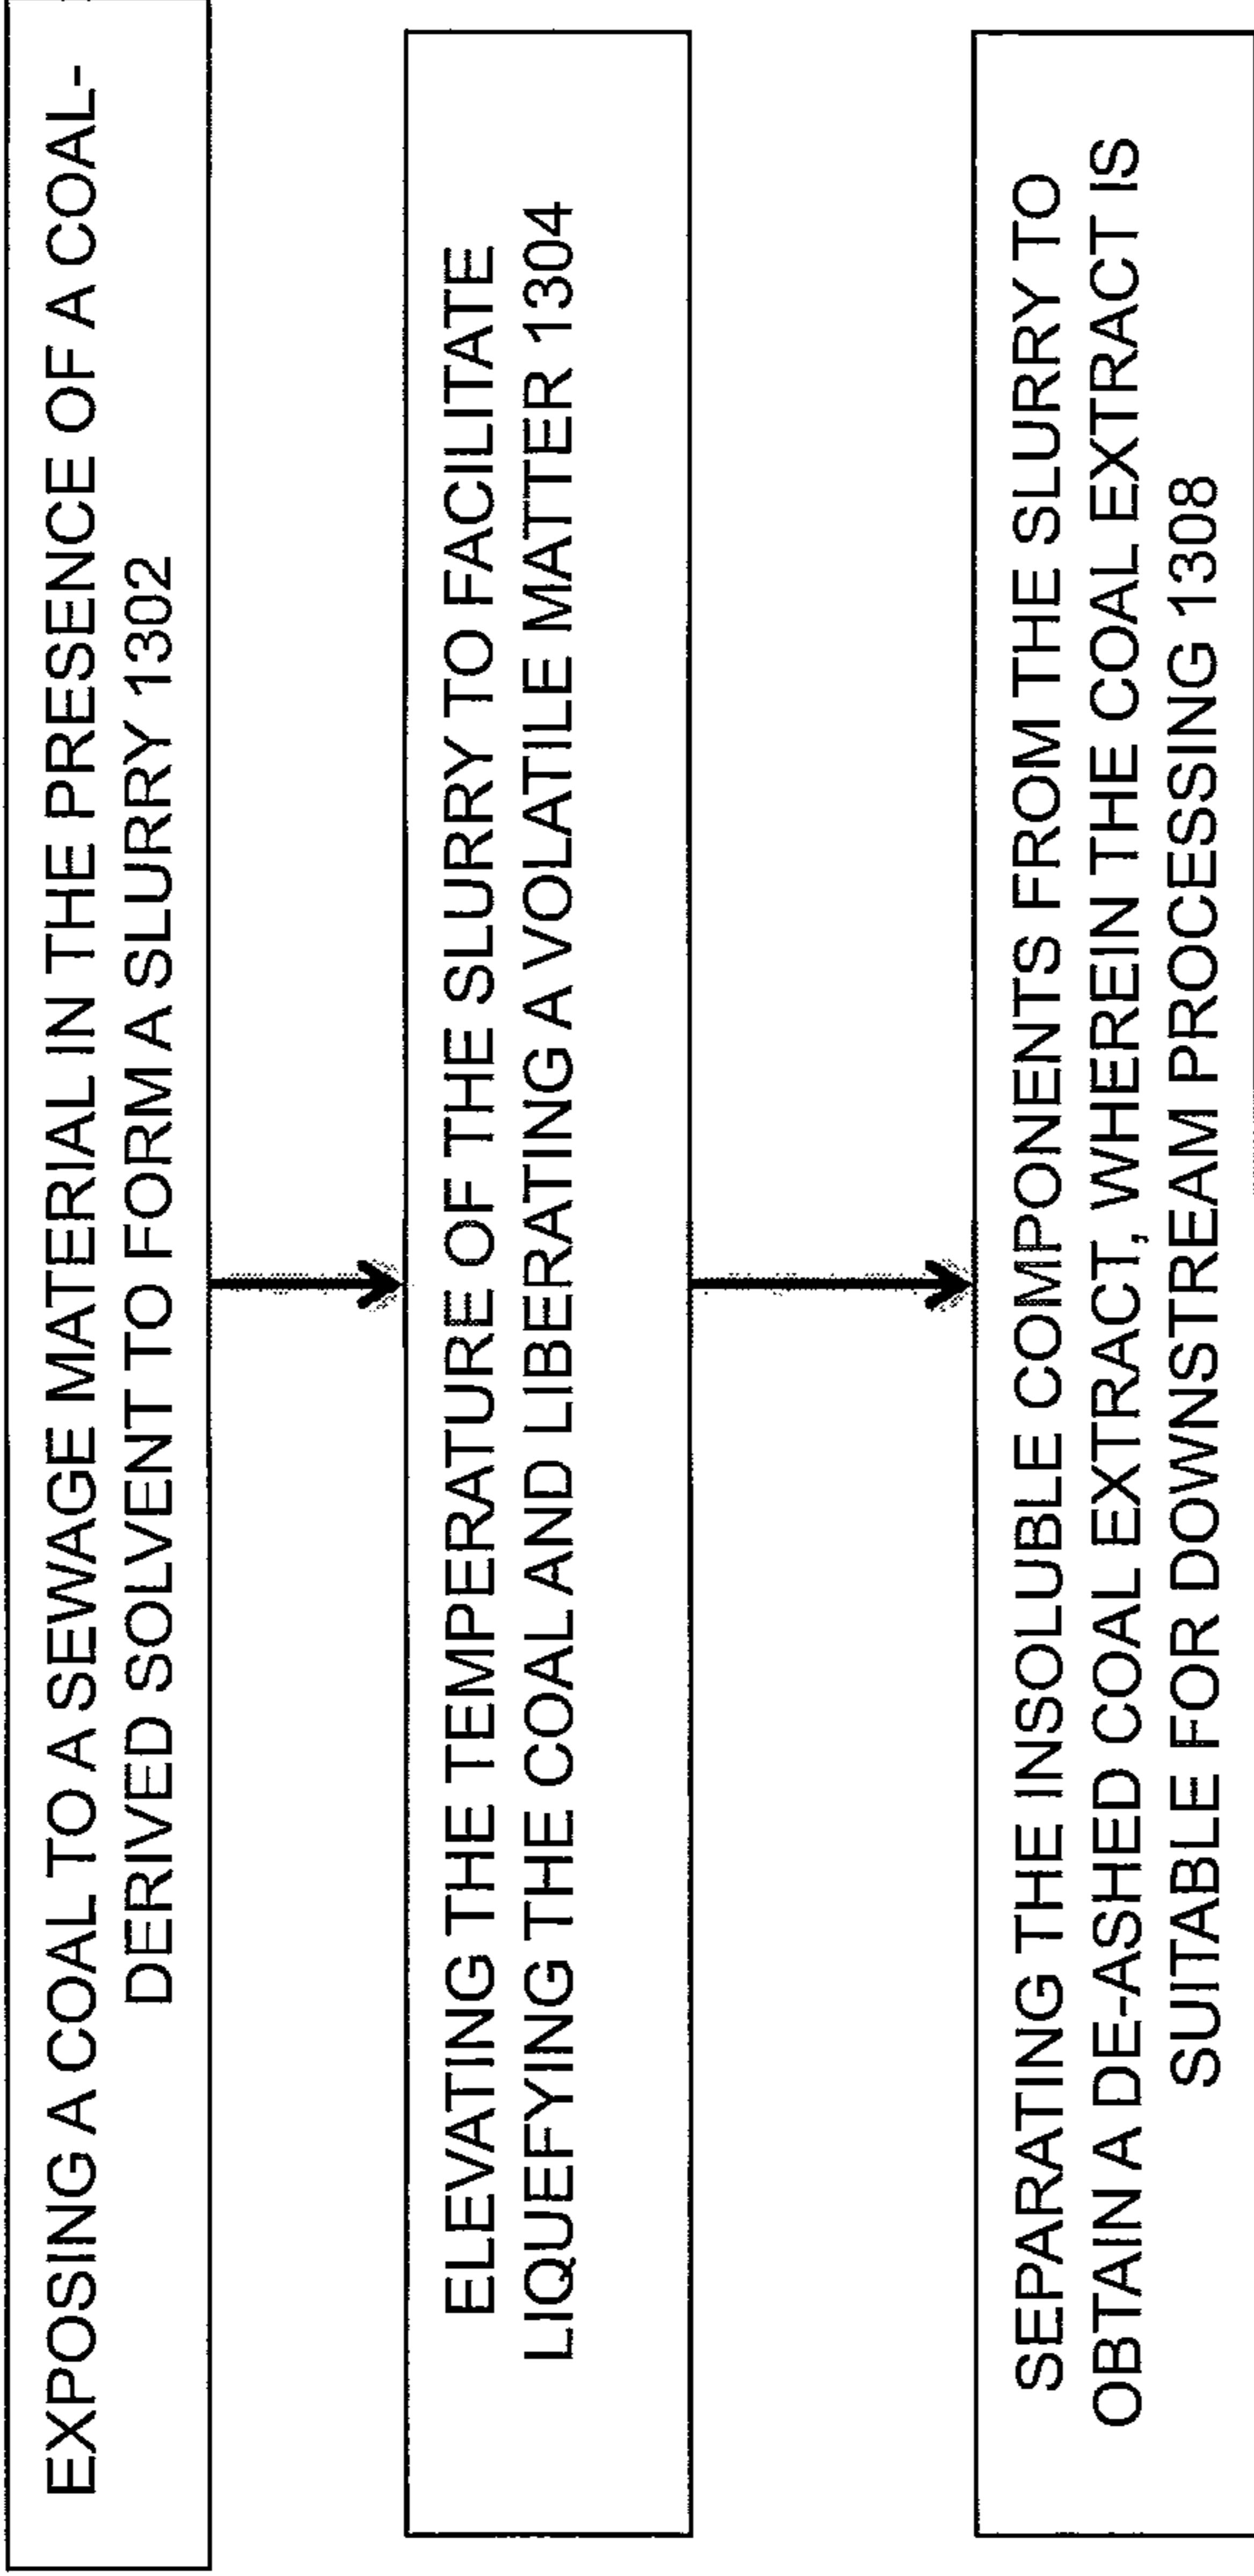 EXPOSING A COAL TO A SEWAGE MATERIAL IN THE PRESENCE OF A COAL-
DERIVED SOLVENT TO FORM A SLURRY 1302
ELEVATING THE TEMPERATURE OF THE SLURRY TO FACILITATE
LIQUEFYING THE COAL AND LIBERATING A VOLATILE MATTER 1304
SEPARATING THE INSOLUBLE COMPONENTS FROM THE SLURRY TO
OBTAIN A DE-ASHED COAL EXTRACT, WHEREIN THE COAL EXTRACT IS
SUITABLE FOR DOWNSTREAM PROCESSING 1308